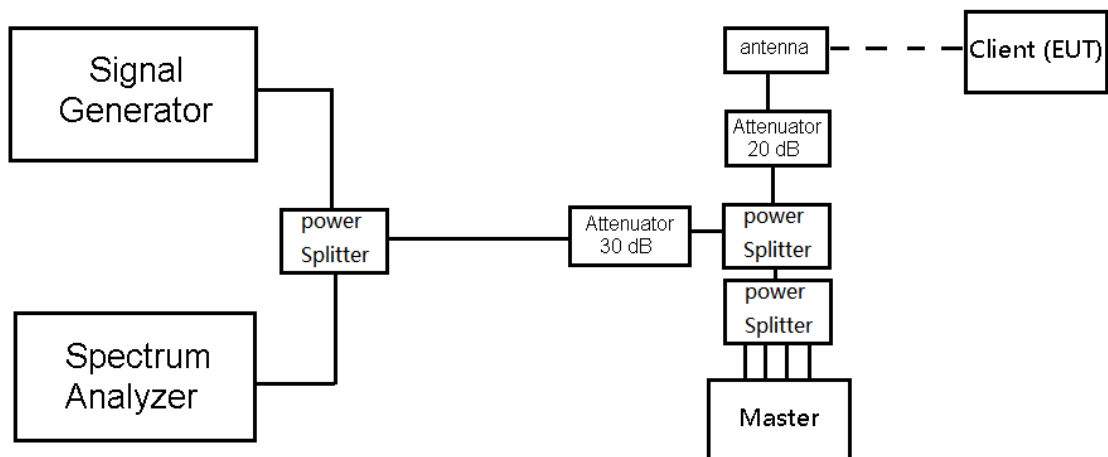 Signal
Generator
antenna
Client (EUT)
Attenuator
20 dB
power
Splitter
Attenuator
30 dB
power
Splitter
power
Splitter
Spectrum
Analyzer
Master